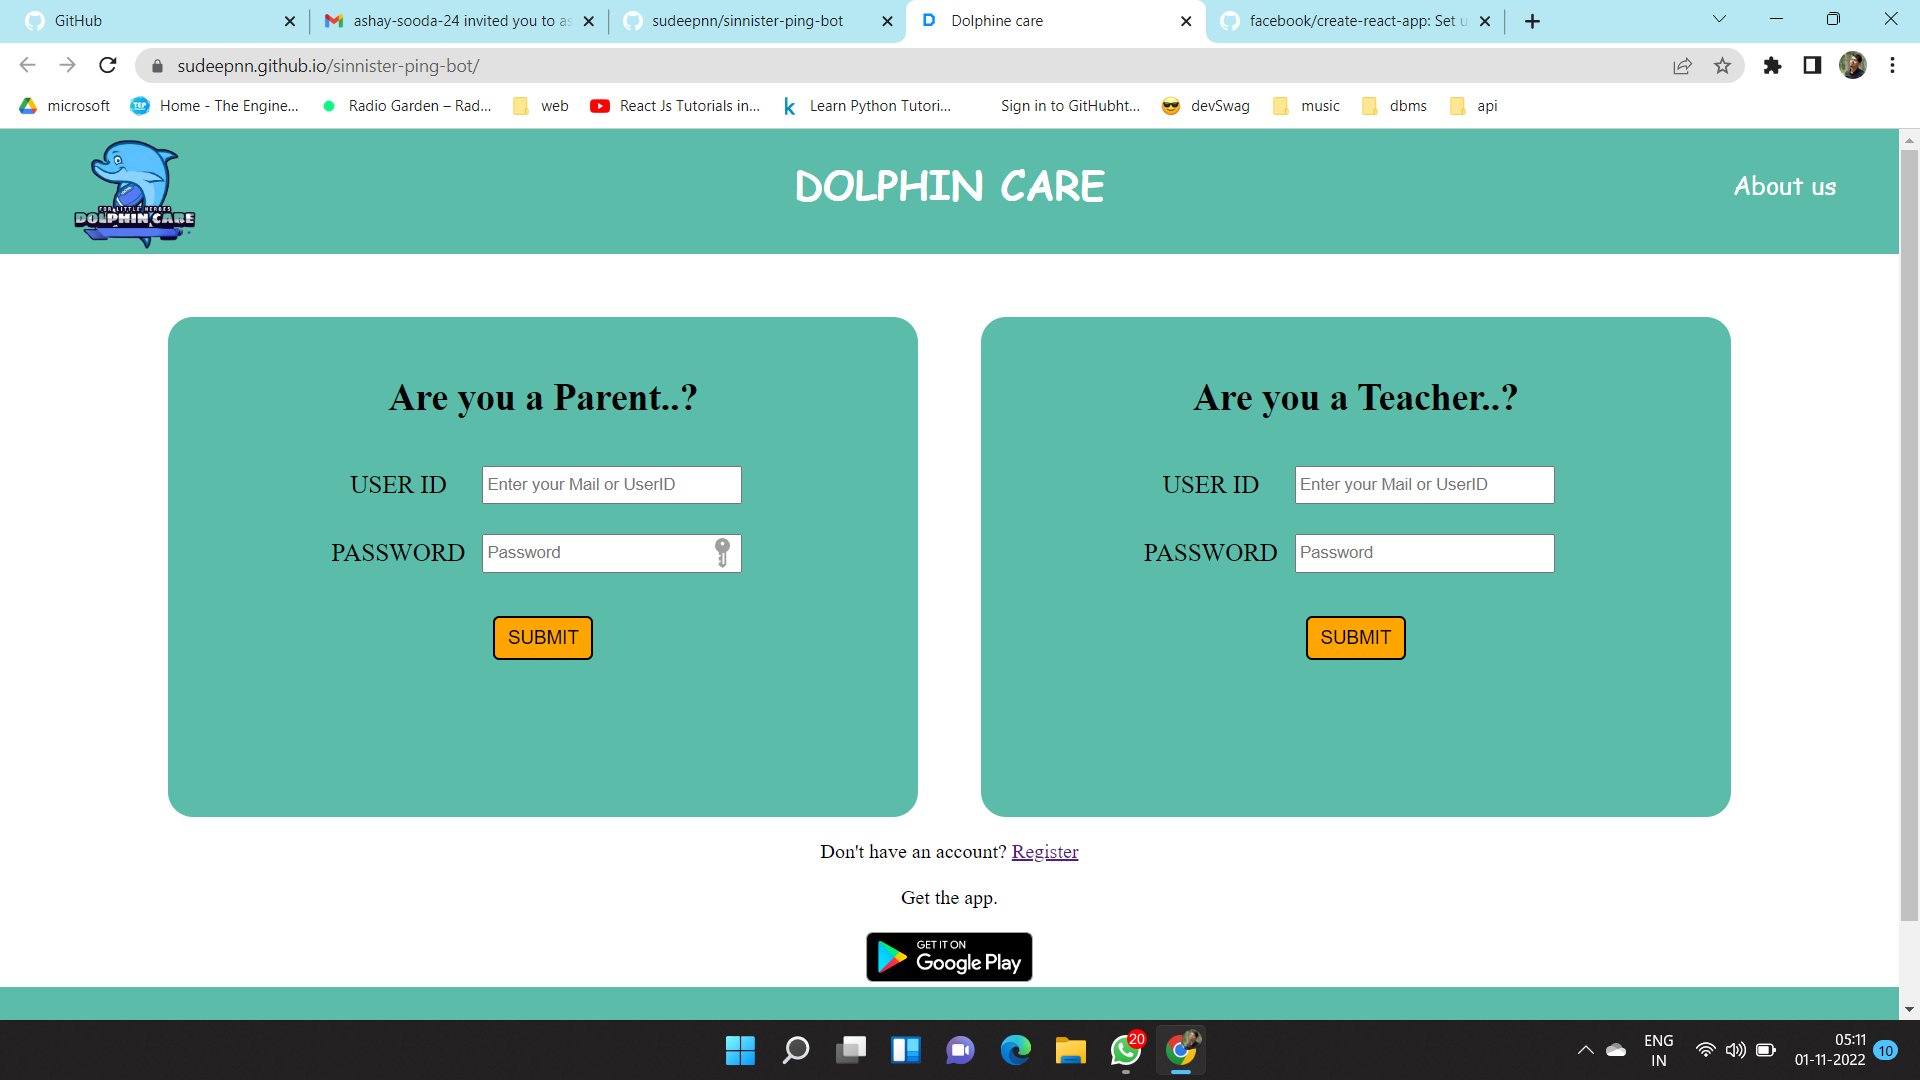 GitHub
ashay-sooda-24 invited you to as
sudeepnn/sinnister-ping-bot
Dolphine care
facebook/create-react-app: Set u
sudeepnn.github.io/sinnister-ping-bot/
microsoft
Home - The Engine...
Radio Garden – Rad...
web
React Js Tutorials in...
Learn Python Tutori...
Sign in to GitHubht...
devSwag
music
dbms
api
FOR LITTLE HEROES
DOLPHIN CARE
DOLPHIN CARE
About us
Are you a Parent..?
USER ID
Enter your Mail or UserID
PASSWORD
Password
SUBMIT
Are you a Teacher..?
USER ID
Enter your Mail or UserID
PASSWORD
Password
SUBMIT
Don't have an account? Register
Get the app.
GET IT ON
Google Play
20
ENG
IN
05:11
01-11-2022
10